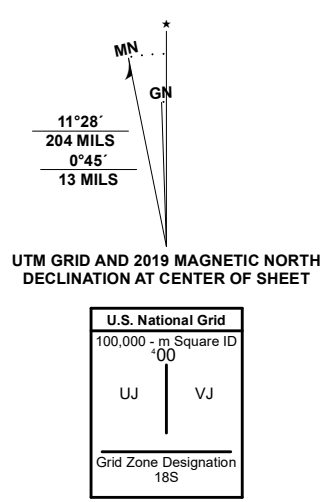 ★
MN
GN
11°28´
204 MILS
0°45´
13 MILS
UTM GRID AND 2019 MAGNETIC NORTH
DECLINATION AT CENTER OF SHEET
U.S. National Grid
100,000 - m Square ID
⁴00
UJ VJ
Grid Zone Designation
18S